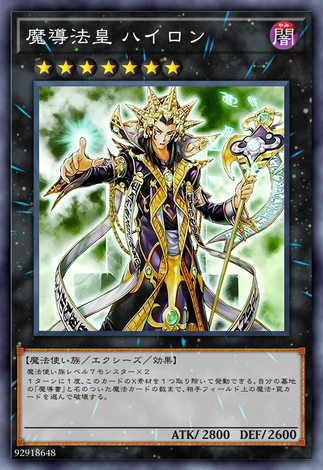 魔導法皇 ハイロン
闇
やみ
【魔法使い族／エクシーズ／効果】
魔法使い族レベル７モンスター×２
１ターンに１度、このカードのX素材を１つ取り除いて発動できる。自分の墓地
の「魔導書」と名のついた魔法カードの数まで、相手フィールド上の魔法・罠カ
ードを選んで破壊する。
ATK/ 2800 DEF/2600
92918648